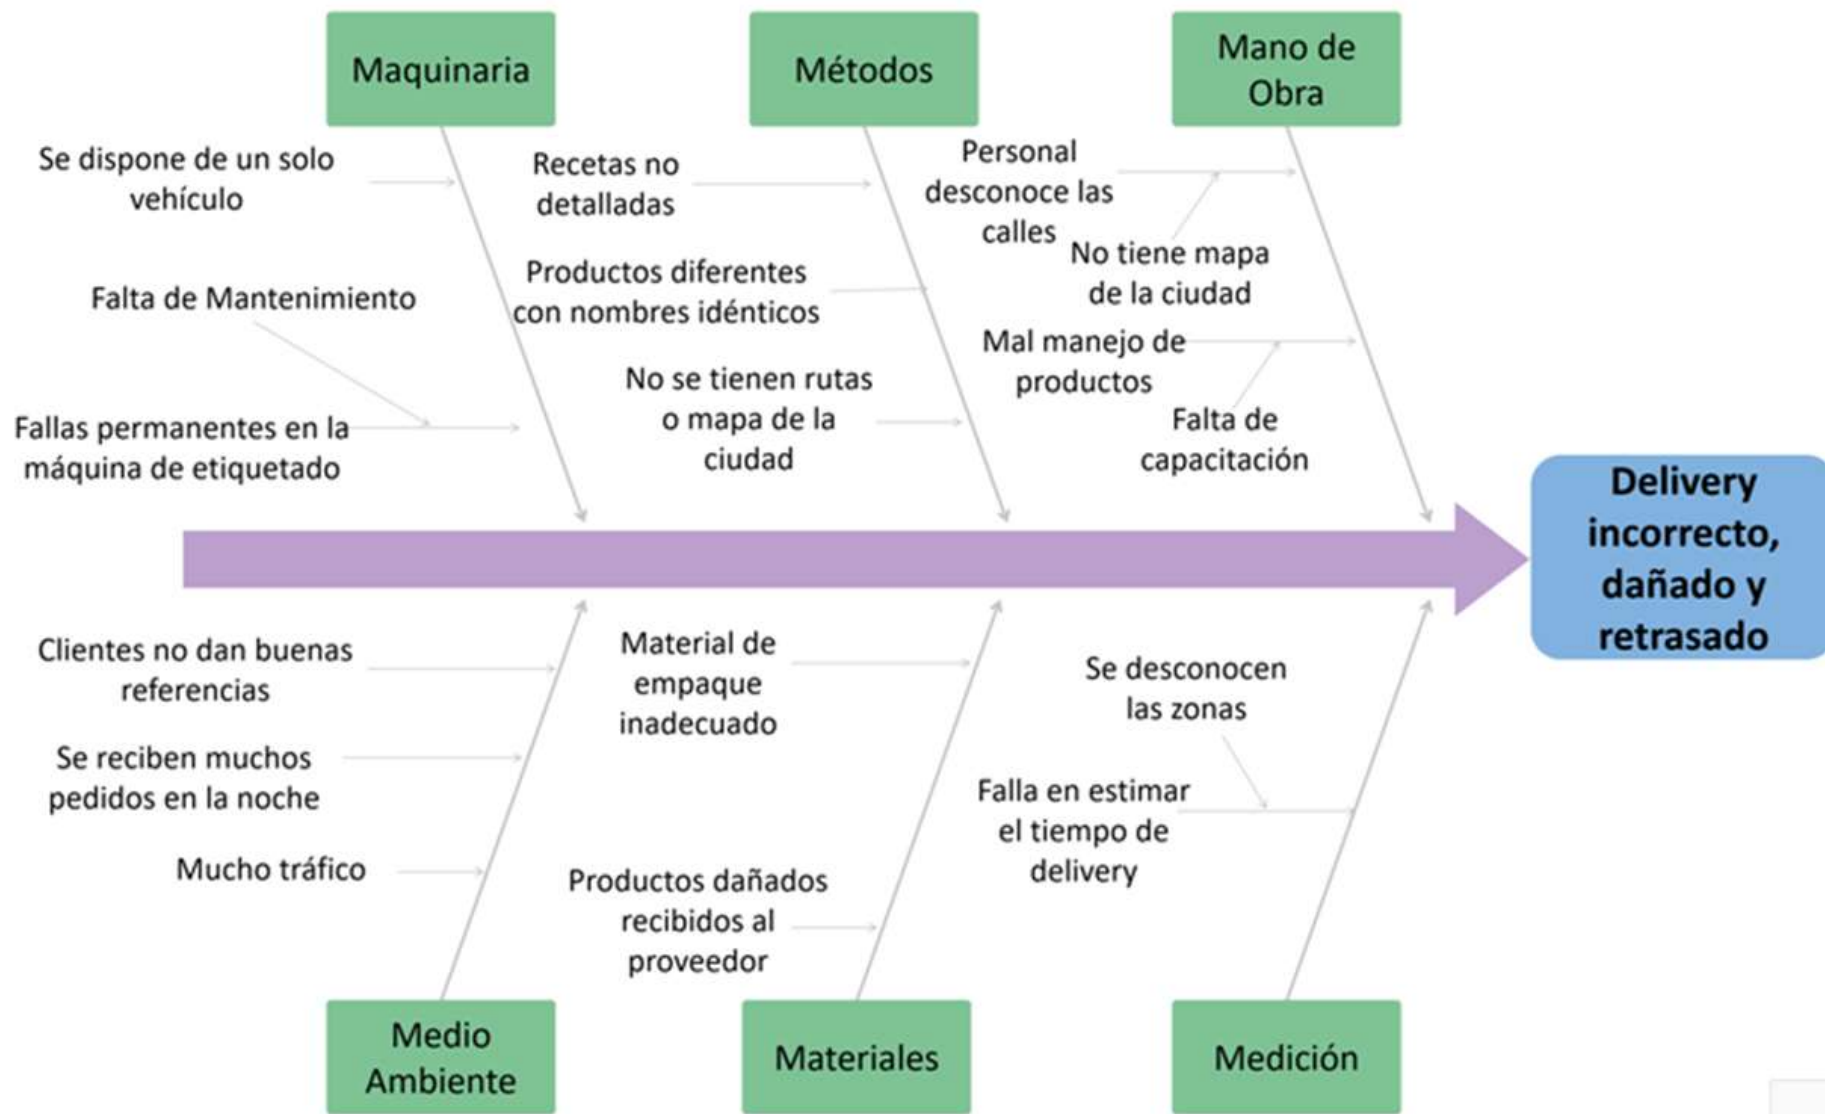 Maquinaria
Métodos
Mano de
Obra
Se dispone de un solo
vehículo
Falta de Mantenimiento
Fallas permanentes en la
máquina de etiquetado
Recetas no
detalladas
Productos diferentes
con nombres idénticos
No se tienen rutas
o mapa de la
ciudad
Personal
desconoce las
calles
No tiene mapa
de la ciudad
Mal manejo de
productos
Falta de
capacitación
Delivery
incorrecto,
dañado y
retrasado
Clientes no dan buenas
referencias
Se reciben muchos
pedidos en la noche
Mucho tráfico
Material de
empaque
inadecuado
Productos dañados
recibidos al
proveedor
Se desconocen
las zonas
Falla en estimar
el tiempo de
delivery
Medio
Ambiente
Materiales
Medición